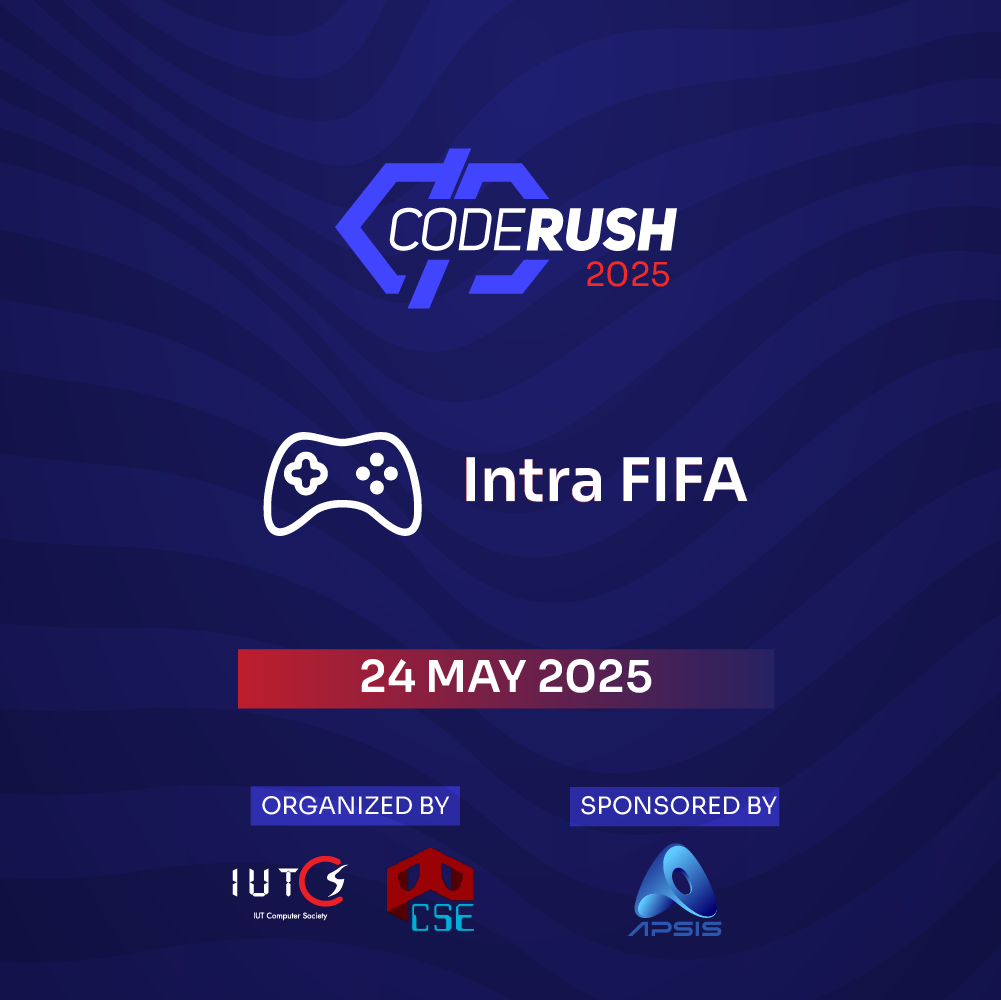 CODERUSH
2025
Intra FIFA
24 MAY 2025
ORGANIZED BY
SPONSORED BY
IUTCS
IUT Computer Society
CSE
APSIS